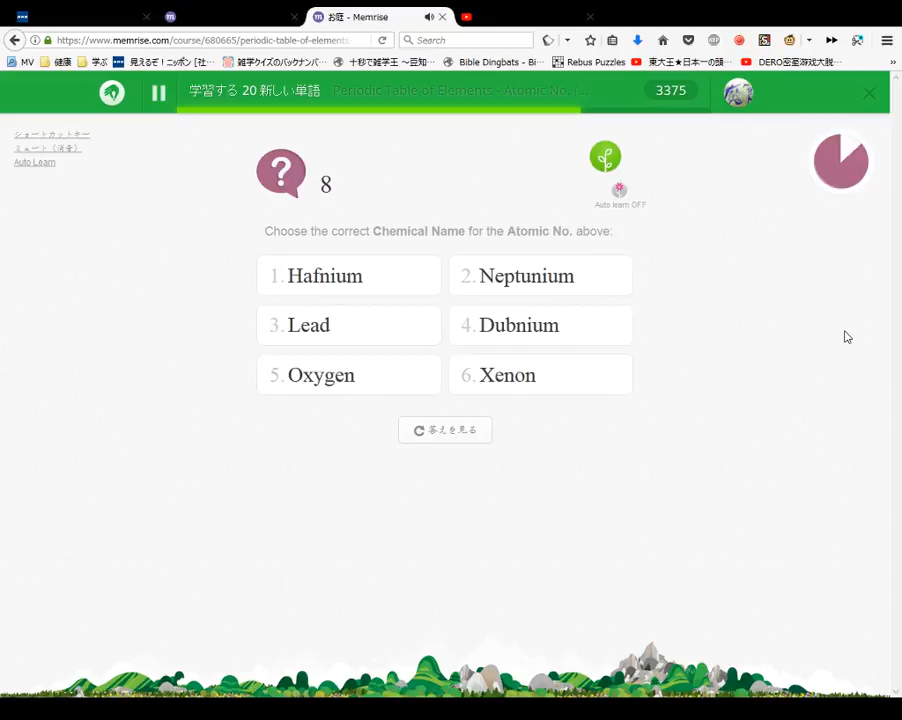 お庭 - Memrise
https://www.memrise.com/course/680665/periodic-table-of-elements.
Search
MV 健康 学ぶ 見えるぞ！ニッポン [社… 雑学クイズのバックナンバ… 十秒で雑学王 ～豆知… Bible Dingbats - Bi… Rebus Puzzles 東大王★日本一の頭… DERO密室游戏大脱…
学習する 20 新しい単語 Periodic Table of Elements - Atomic No. (... 3375
ショートカットキー
ミュート（消音）
Auto Learn
8
Auto learn OFF
Choose the correct Chemical Name for the Atomic No. above:
1. Hafnium 2. Neptunium
3. Lead 4. Dubnium
5. Oxygen 6. Xenon
答えを見る